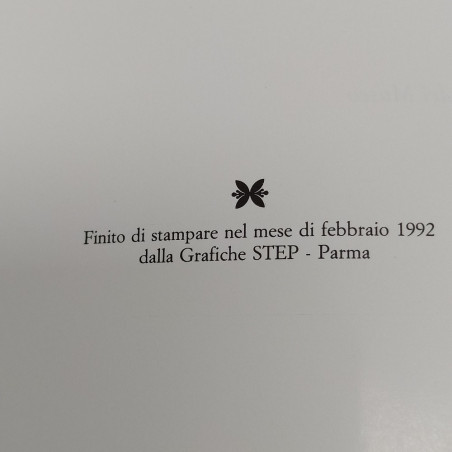 Finito di stampare nel mese di febbraio 1992
dalla Grafiche STEP - Parma